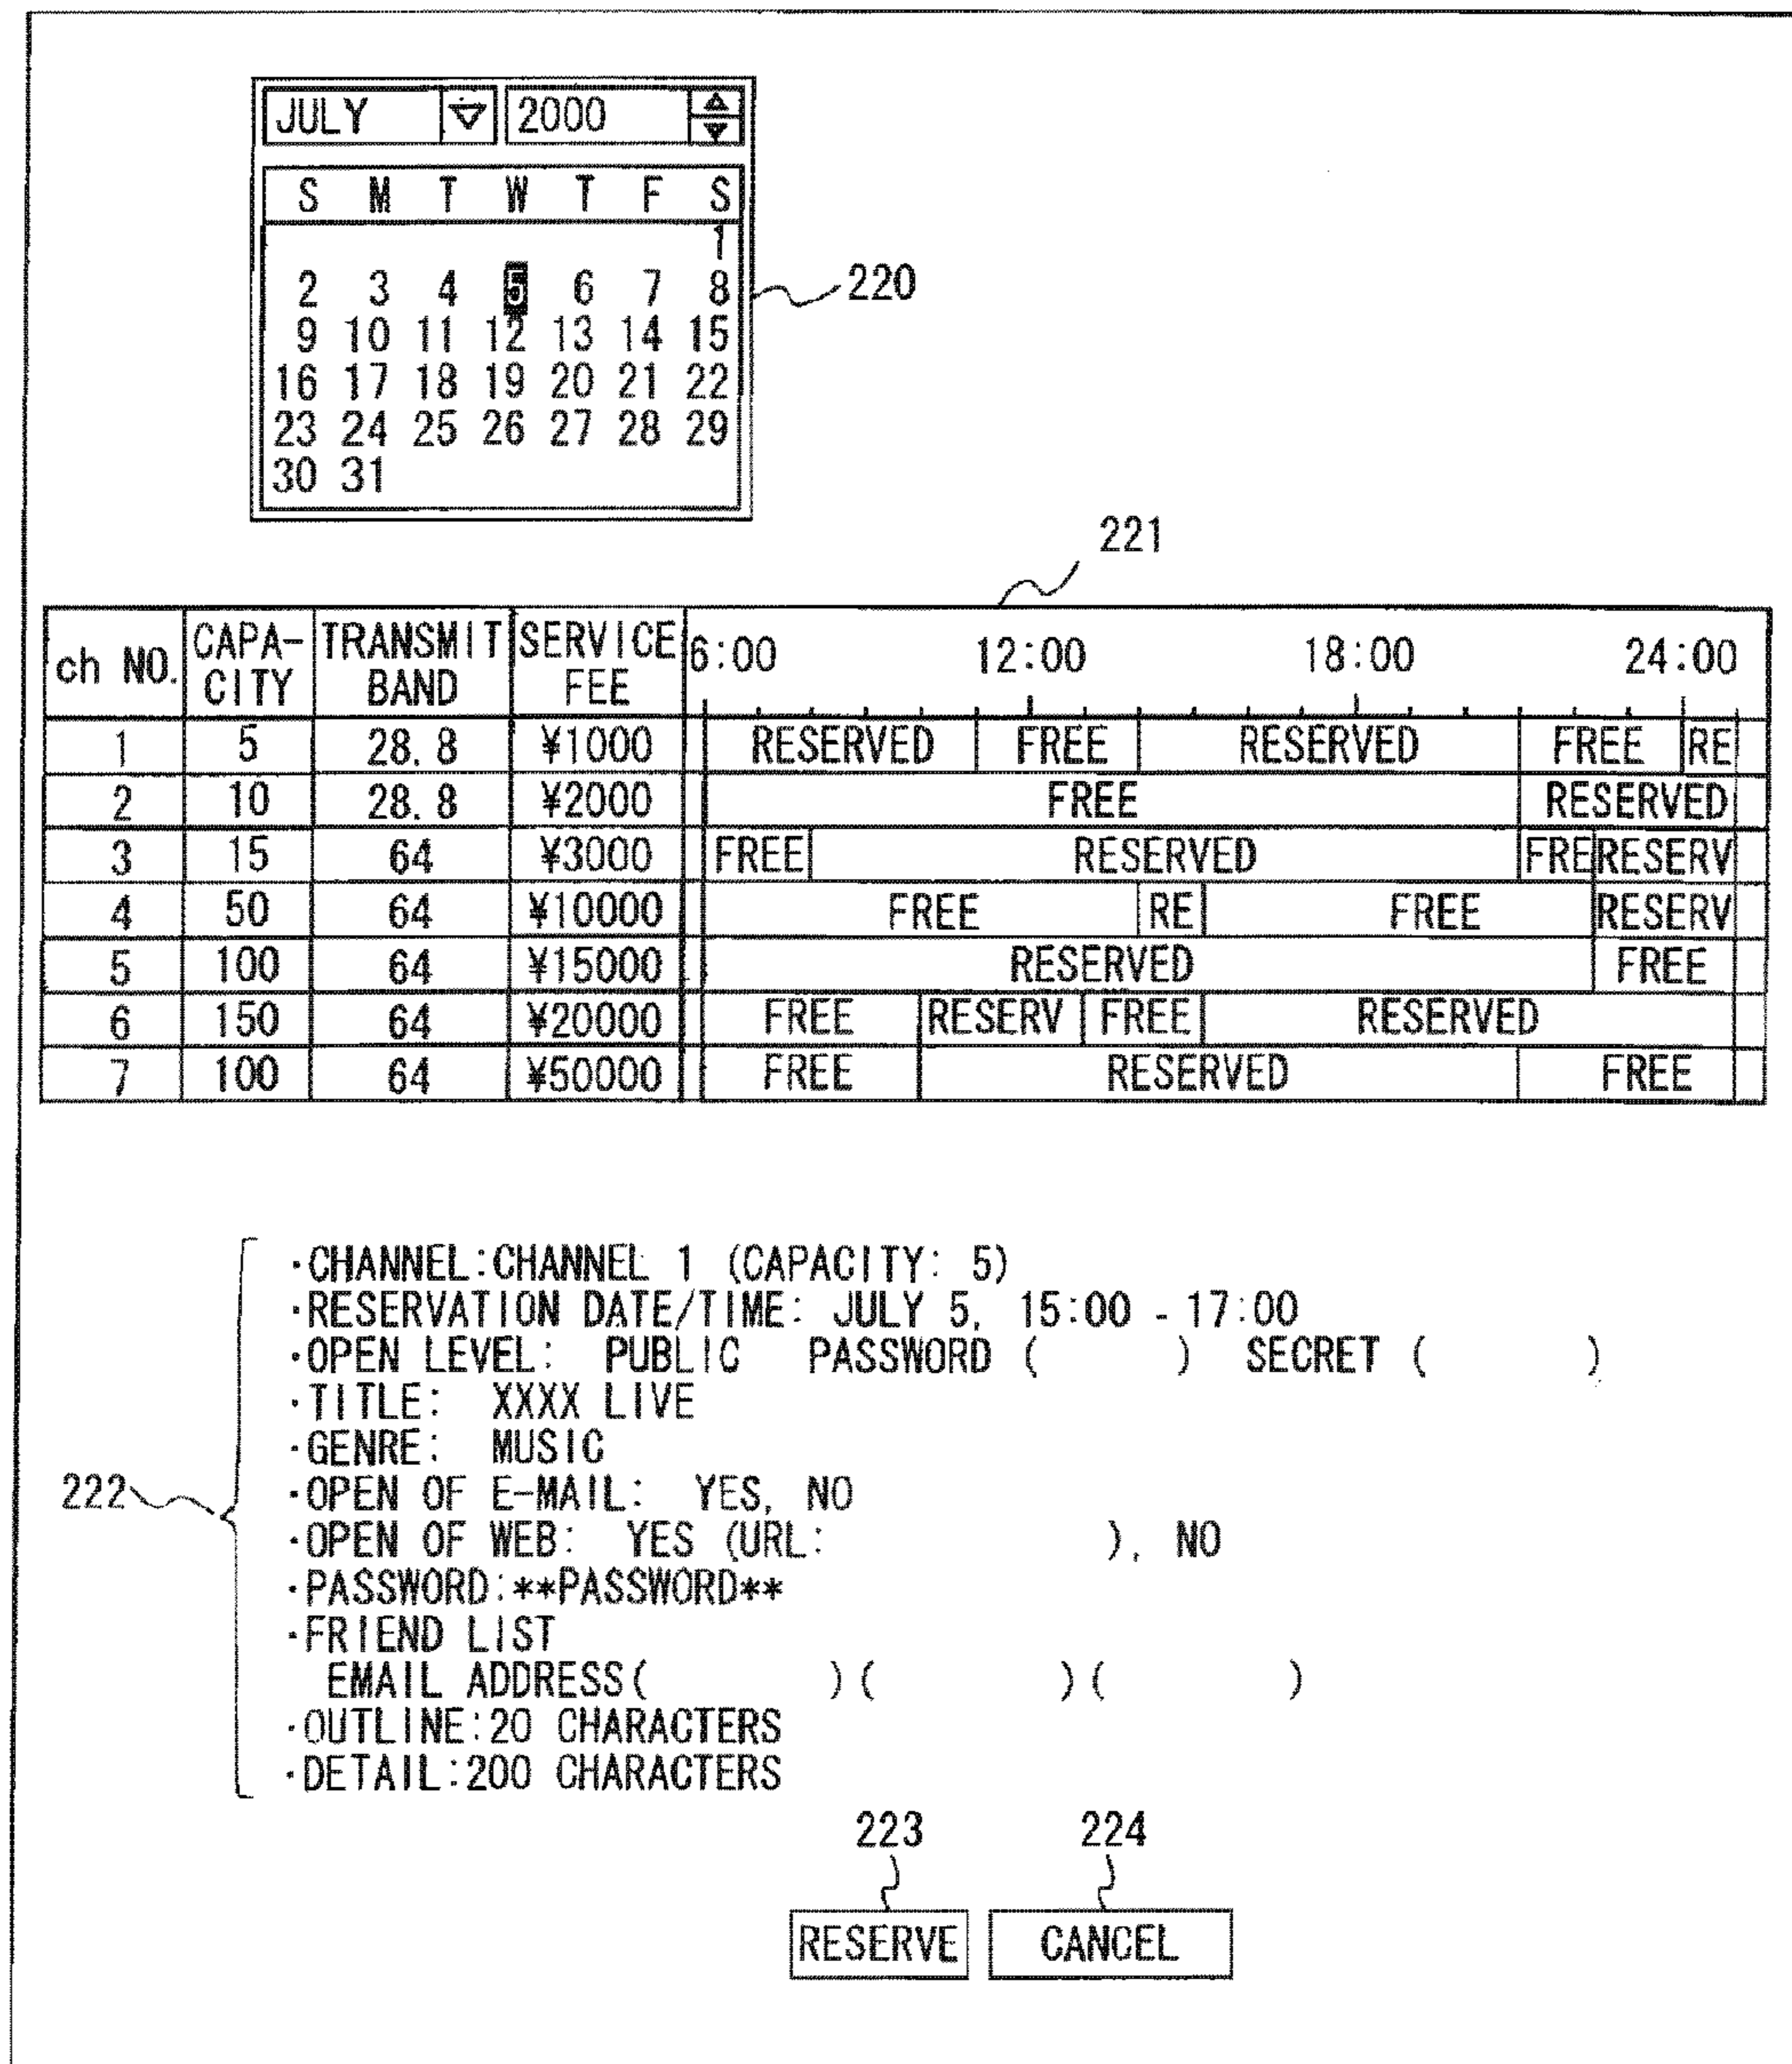 JULY 2000
S M T W T F S
1
2 3 4 5 6 7 8
9 10 11 12 13 14 15
16 17 18 19 20 21 22
23 24 25 26 27 28 29
30 31
220
221
ch NO. CAPA-CITY TRANSMIT BAND SERVICE FEE 6:00 12:00 18:00 24:00
1 5 28.8 ¥1000 RESERVED FREE RESERVED FREE RE
2 10 28.8 ¥2000 FREE RESERVED
3 15 64 ¥3000 FREE RESERVED FRE RESERV
4 50 64 ¥10000 FREE RE FREE RESERV
5 100 64 ¥15000 RESERVED FREE
6 150 64 ¥20000 FREE RESERV FREE RESERVED
7 100 64 ¥50000 FREE RESERVED FREE
222
·CHANNEL:CHANNEL 1 (CAPACITY: 5)
·RESERVATION DATE/TIME: JULY 5, 15:00 - 17:00
·OPEN LEVEL: PUBLIC PASSWORD ( ) SECRET ( )
·TITLE: XXXX LIVE
·GENRE: MUSIC
·OPEN OF E-MAIL: YES, NO
·OPEN OF WEB: YES (URL: ), NO
·PASSWORD:**PASSWORD**
·FRIEND LIST
EMAIL ADDRESS( )( )( )
·OUTLINE:20 CHARACTERS
·DETAIL:200 CHARACTERS
223 224
RESERVE CANCEL